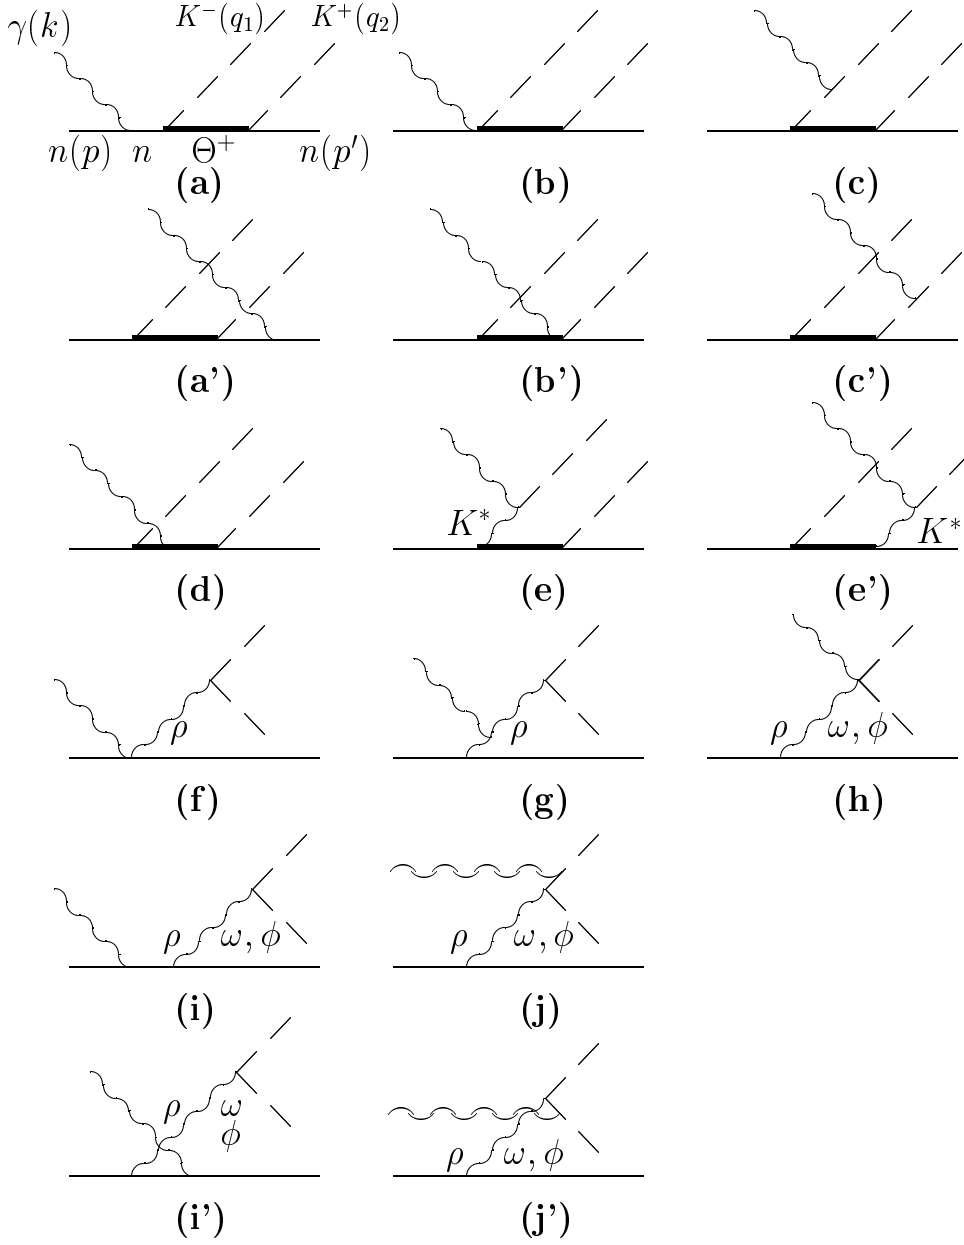 γ(k) K⁻(q₁) K⁺(q₂)
n(p) n Θ⁺ n(p')
(a) (b) (c)
(a') (b') (c')
K* K*
(d) (e) (e')
ρ ρ ρ ω, ϕ
(f) (g) (h)
ρ ω, ϕ ρ ω, ϕ
(i) (j)
ρ ω
ϕ
ρ ω, ϕ
(i') (j')